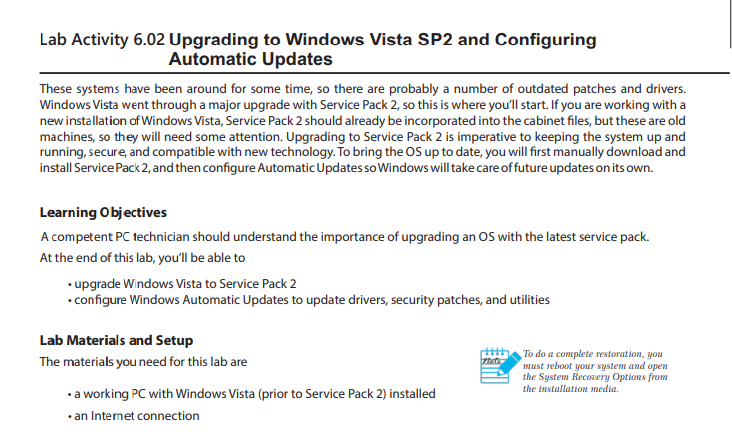 Lab Activity 6.02 Upgrading to Windows Vista SP2 and Configuring
Automatic Updates
These systems have been around for some time, so there are probably a number of outdated patches and drivers.
Windows Vista went through a major upgrade with Service Pack 2, so this is where you'll start. If you are working with a
new installation of Windows Vista, Service Pack 2 should already be incorporated into the cabinet files, but these are old
machines, so they will need some attention. Upgrading to Service Pack 2 is imperative to keeping the system up and
running, secure, and compatible with new technology. To bring the OS up to date, you will first manually download and
install Service Pack 2, and then configure Automatic Updates so Windows will take care of future updates on its own.
Learning Objectives
A competent PC technician should understand the importance of upgrading an OS with the latest service pack.
At the end of this lab, you'll be able to
• upgrade Windows Vista to Service Pack 2
• configure Windows Automatic Updates to update drivers, security patches, and utilities
Lab Materials and Setup
The materials you need for this lab are
• a working PC with Windows Vista (prior to Service Pack 2) installed
• an Internet connection
Note
To do a complete restoration, you
must reboot your system and open
the System Recovery Options from
the installation media.